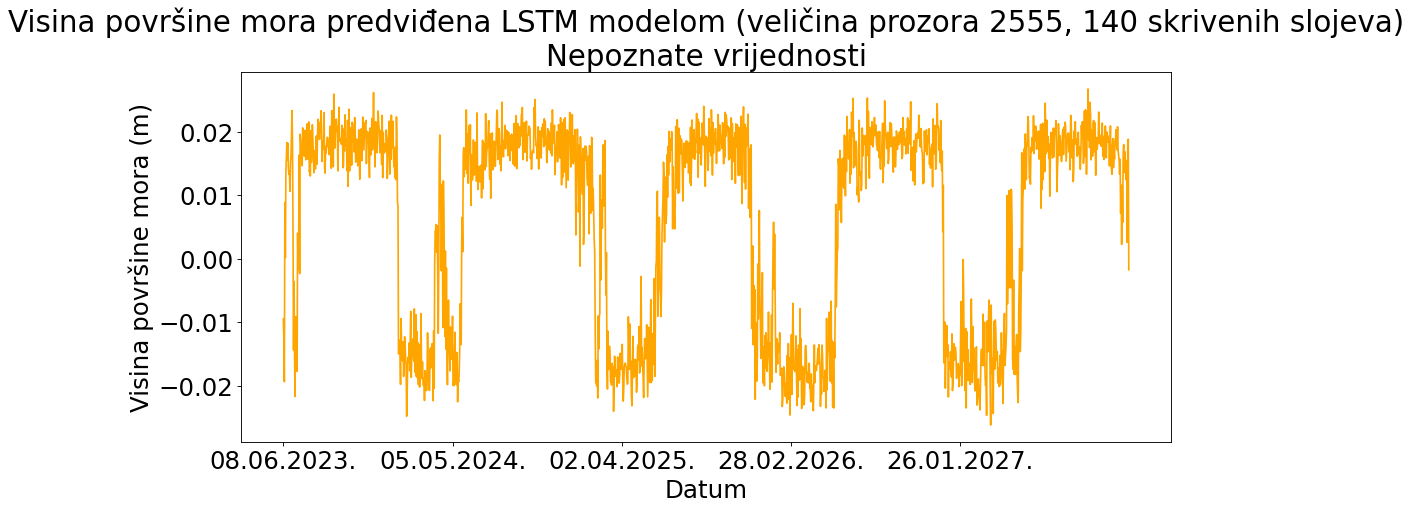 Visina površine mora predviđena LSTM modelom (veličina prozora 2555, 140 skrivenih slojeva)
Nepoznate vrijednosti
Visina površine mora (m)
0.02
0.01
0.00
−0.01
−0.02
08.06.2023. 05.05.2024. 02.04.2025. 28.02.2026. 26.01.2027.
Datum